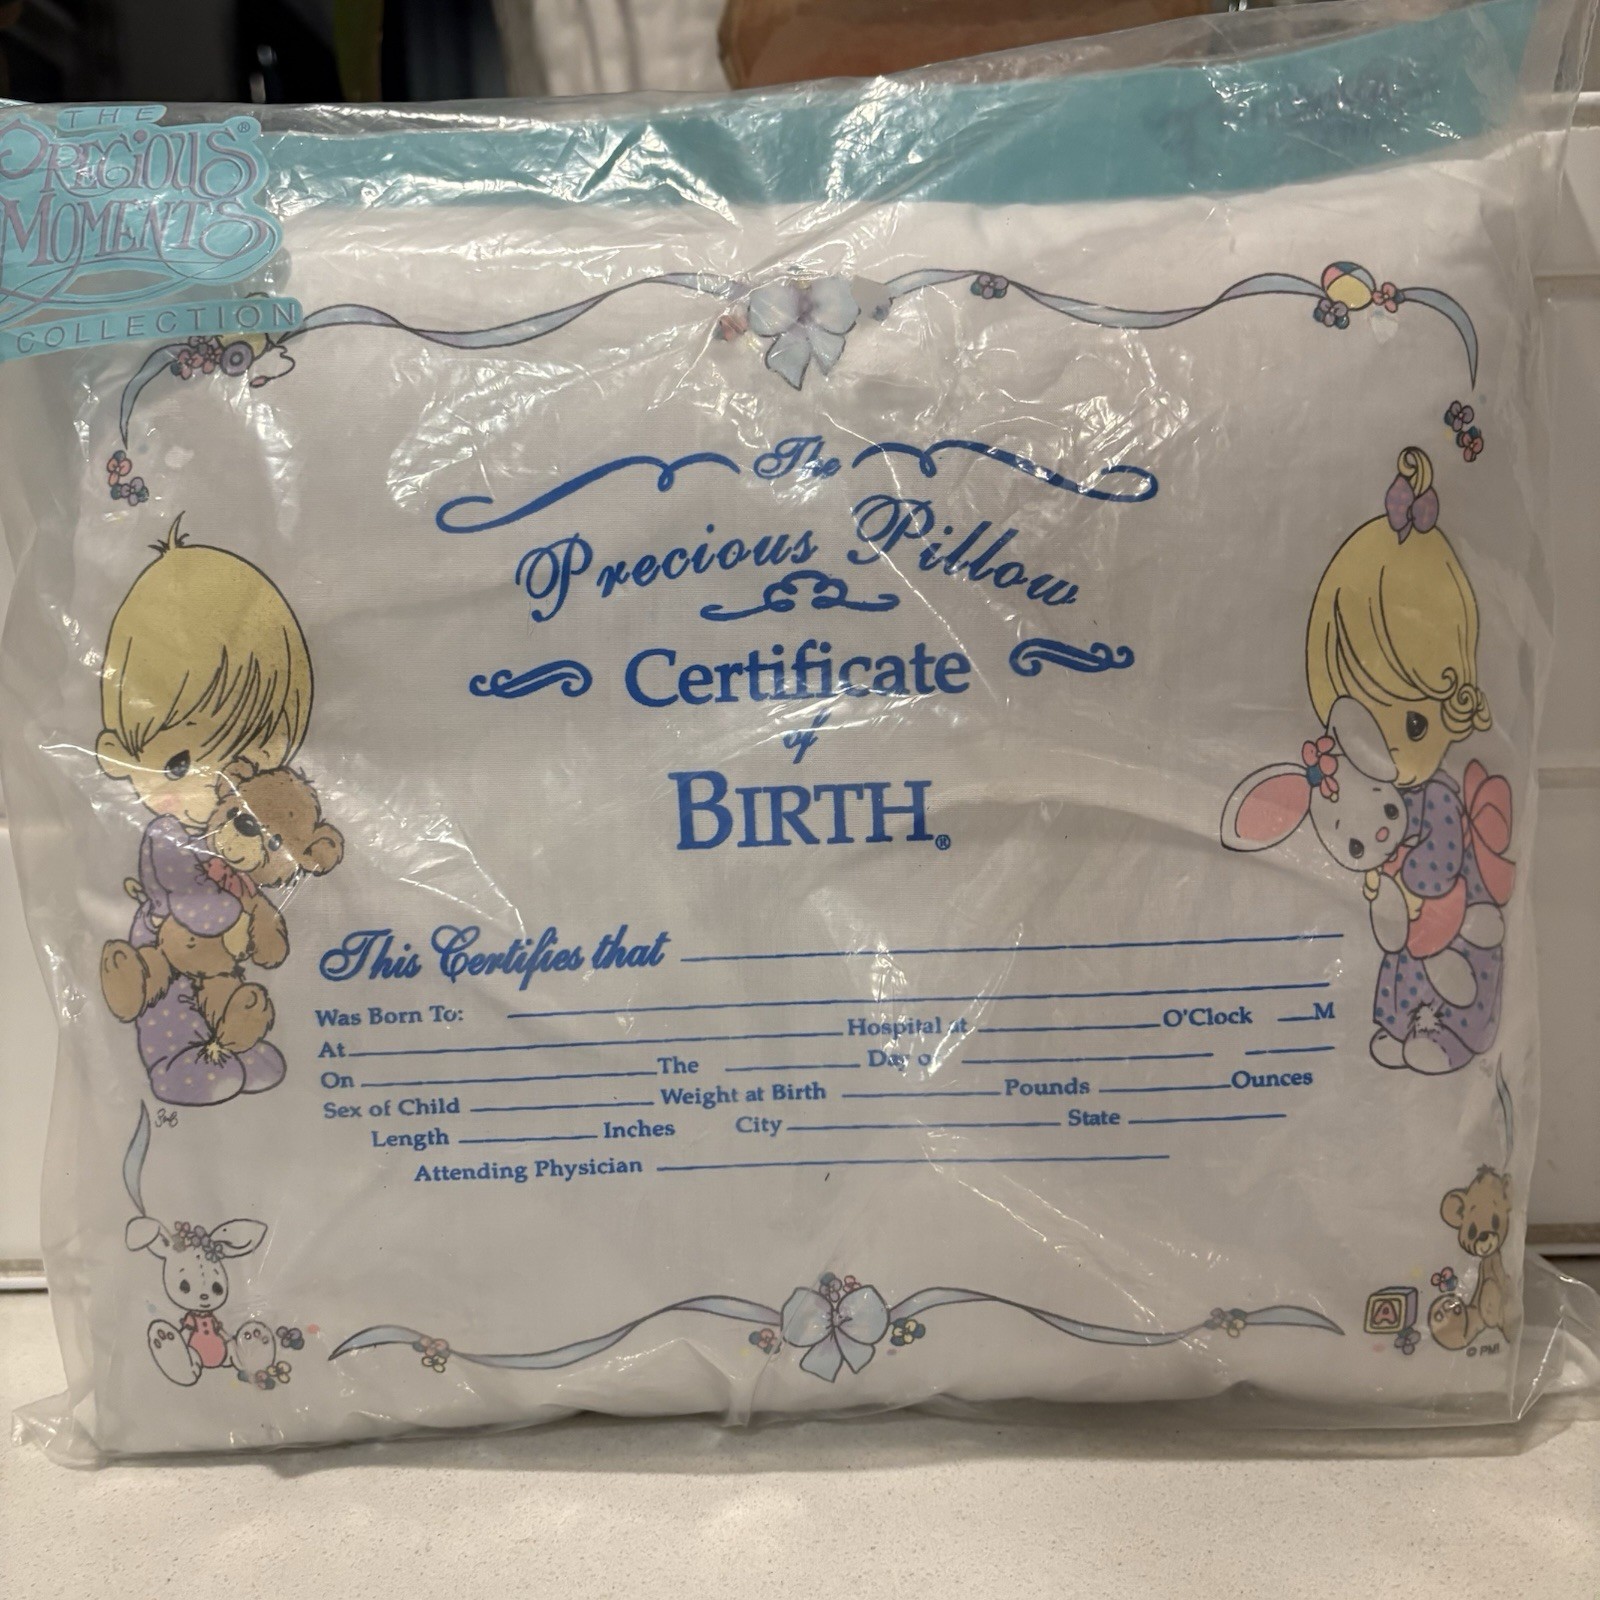 THE
PRECIOUS®
MOMENTS
COLLECTION
The
Precious Pillow
Certificate
of
BIRTH®
This Certifies that
Was Born To:
At Hospital at O'Clock M
On The Day o
Sex of Child Weight at Birth Pounds Ounces
Length Inches City State
Attending Physician
A
© PMI